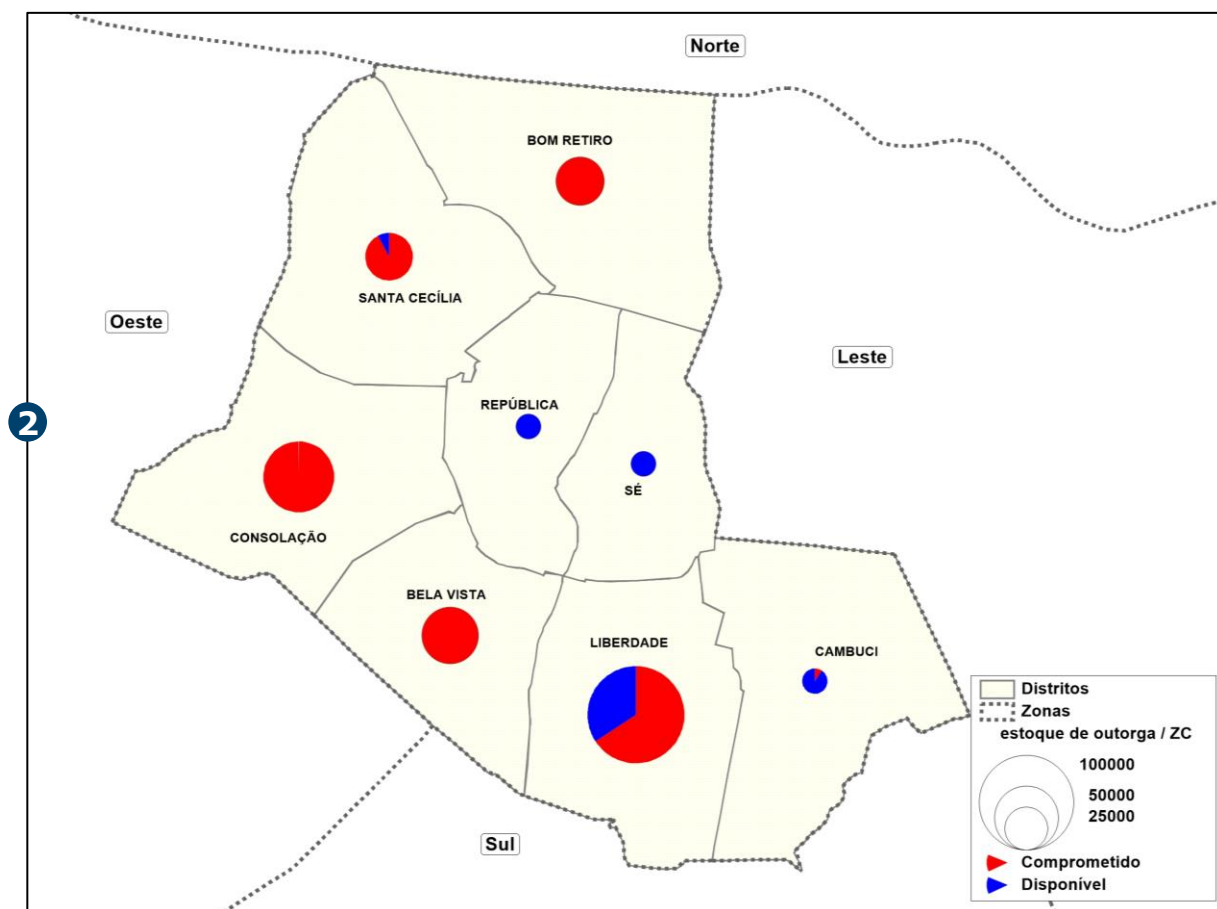 Norte
BOM RETIRO
SANTA CECÍLIA
Oeste
Leste
REPÚBLICA
2
SÉ
CONSOLAÇÃO
BELA VISTA
LIBERDADE
CAMBUCI
Distritos
Zonas
estoque de outorga / ZC
100000
50000
25000
Comprometido
Disponível
Sul